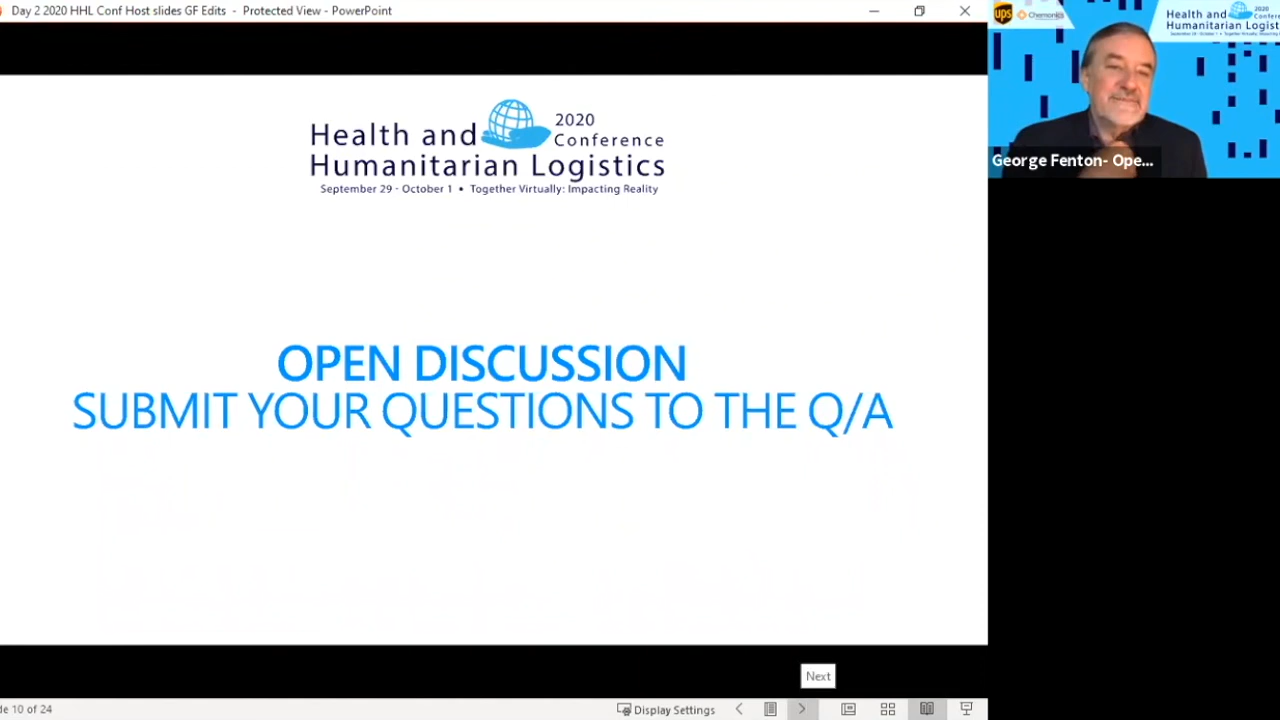 Day 2 2020 HHL Conf Host slides GF Edits - Protected View - PowerPoint
Health and
Humanitarian Logistics
2020
Conference
September 29 - October 1 • Together Virtually: Impacting Reality
OPEN DISCUSSION
SUBMIT YOUR QUESTIONS TO THE Q/A
Next
de 10 of 24
Display Settings
ups
Chemonics
Health and
Humanitarian Logistics
2020
George Fenton- Ope...